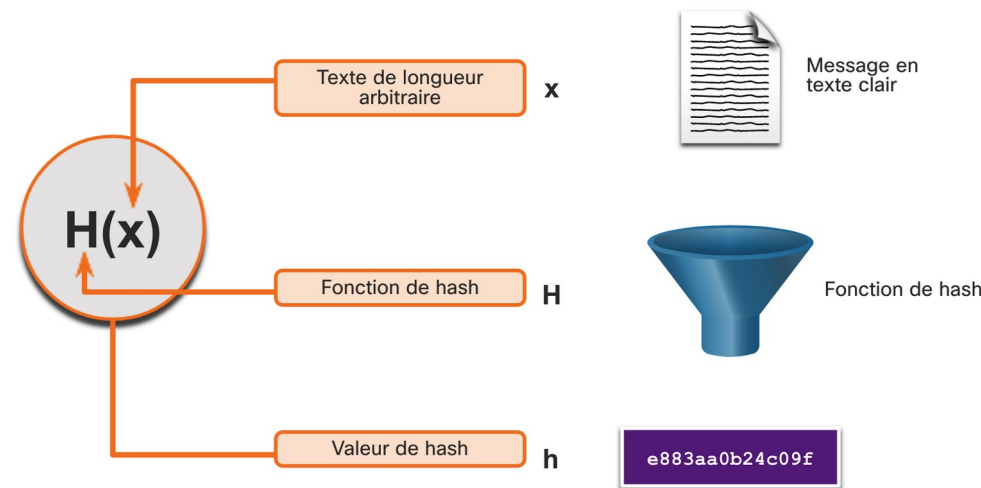 Texte de longueur
arbitraire
x
Message en
texte clair
H(x)
Fonction de hash
H
Fonction de hash
Valeur de hash
h
e883aa0b24c09f